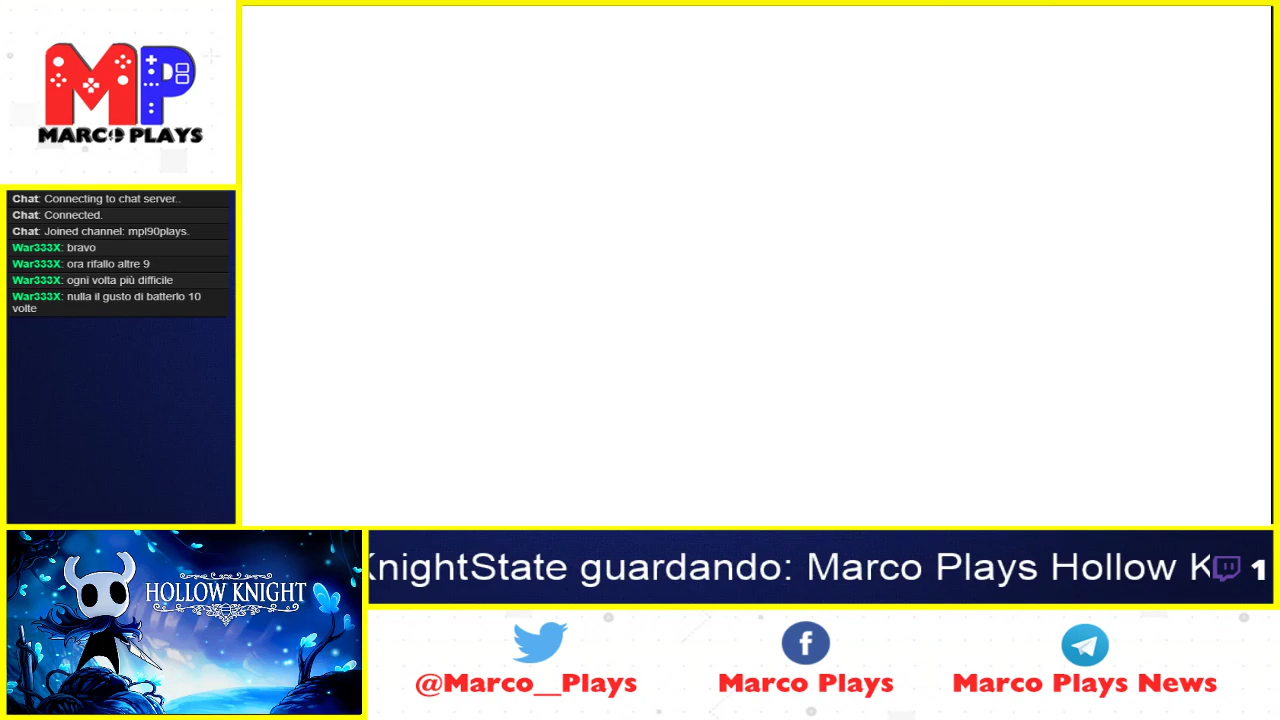 MP
MARCO PLAYS
Chat: Connecting to chat server..
Chat: Connected.
Chat: Joined channel: mpl90plays.
War333X: bravo
War333X: ora rifallo altre 9
War333X: ogni volta più difficile
War333X: nulla il gusto di batterlo 10
volte
HOLLOW KNIGHT
KnightState guardando: Marco Plays Hollow K
1
@Marco__Plays
Marco Plays
Marco Plays News